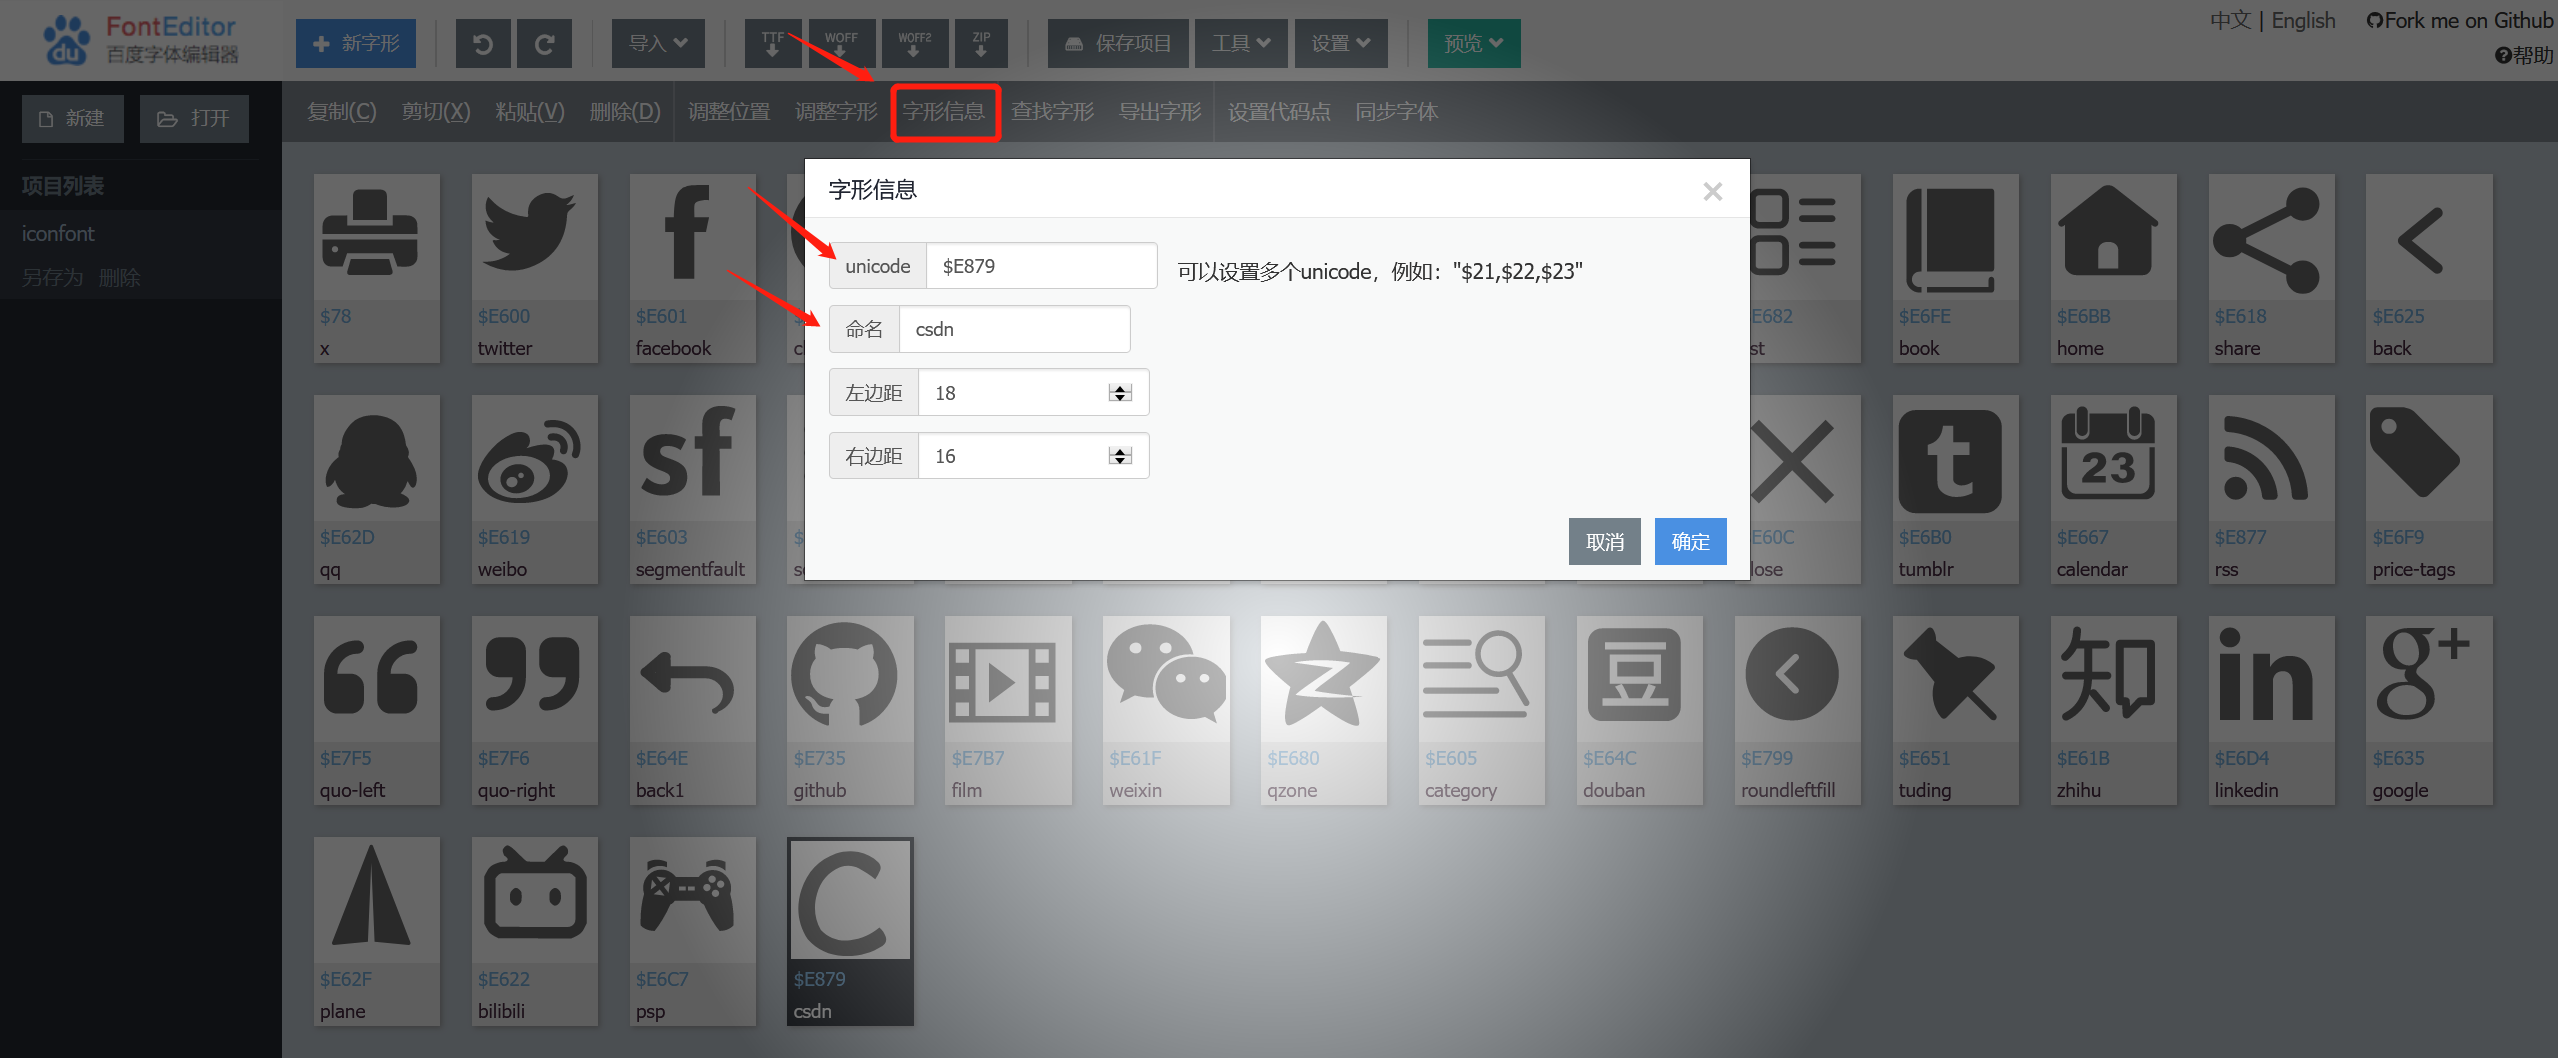 FontEditor
百度字体编辑器
du
新字形
导入
TTF
WOFF
WOFF2
ZIP
保存项目
工具
设置
预览
中文 | English
Fork me on Github
帮助
新建
打开
复制(C)
剪切(X)
粘贴(V)
删除(D)
调整位置
调整字形
字形信息
查找字形
导出字形
设置代码点
同步字体
项目列表
iconfont
另存为 删除
字形信息
unicode
$E879
可以设置多个unicode，例如："$21,$22,$23"
命名
csdn
左边距
18
右边距
16
取消
确定
$78
x
$E600
twitter
$E601
facebook
E682
st
$E6FE
book
$E6BB
home
$E618
share
$E625
back
$E62D
qq
$E619
weibo
sf
$E603
segmentfault
E60C
lose
t
$E6B0
tumblr
23
$E667
calendar
$E877
rss
$E6F9
price-tags
$E7F5
quo-left
$E7F6
quo-right
$E64E
back1
$E735
github
$E7B7
film
$E61F
weixin
$E680
qzone
$E605
category
豆
$E64C
douban
$E799
roundleftfill
$E651
tuding
知
$E61B
zhihu
in
$E6D4
linkedin
g+
$E635
google
$E62F
plane
$E622
bilibili
$E6C7
psp
C
$E879
csdn